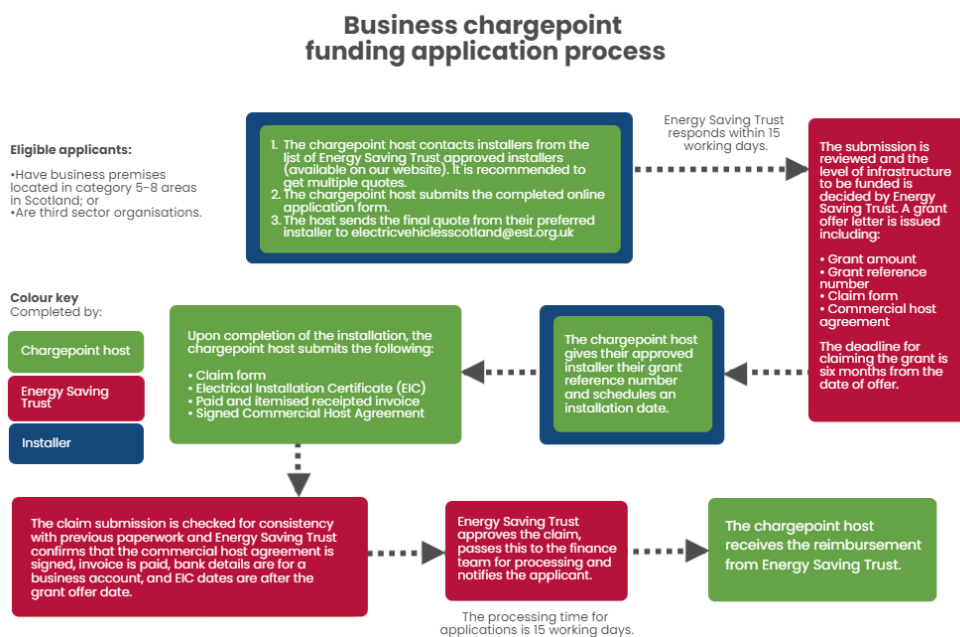 Business chargepoint
funding application process
Eligible applicants:
•Have business premises
located in category 5-8 areas
in Scotland; or
•Are third sector organisations.
1. The chargepoint host contacts installers from the
list of Energy Saving Trust approved installers
(available on our website). It is recommended to
get multiple quotes.
2. The chargepoint host submits the completed online
application form.
3. The host sends the final quote from their preferred
installer to electricvehiclesscotland@est.org.uk
Energy Saving Trust
responds within 15
working days.
The submission is
reviewed and the
level of infrastructure
to be funded is
decided by Energy
Saving Trust. A grant
offer letter is issued
including:
• Grant amount
• Grant reference
number
• Claim form
• Commercial host
agreement
The deadline for
claiming the grant is
six months from the
date of offer.
The chargepoint host
gives their approved
installer their grant
reference number
and schedules an
installation date.
Upon completion of the installation, the
chargepoint host submits the following:
• Claim form
• Electrical Installation Certificate (EIC)
• Paid and itemised receipted invoice
• Signed Commercial Host Agreement
Colour key
Completed by:
Chargepoint host
Energy Saving
Trust
Installer
The claim submission is checked for consistency
with previous paperwork and Energy Saving Trust
confirms that the commercial host agreement is
signed, invoice is paid, bank details are for a
business account, and EIC dates are after the
grant offer date.
Energy Saving Trust
approves the claim,
passes this to the finance
team for processing and
notifies the applicant.
The processing time for
applications is 15 working days.
The chargepoint host
receives the reimbursement
from Energy Saving Trust.